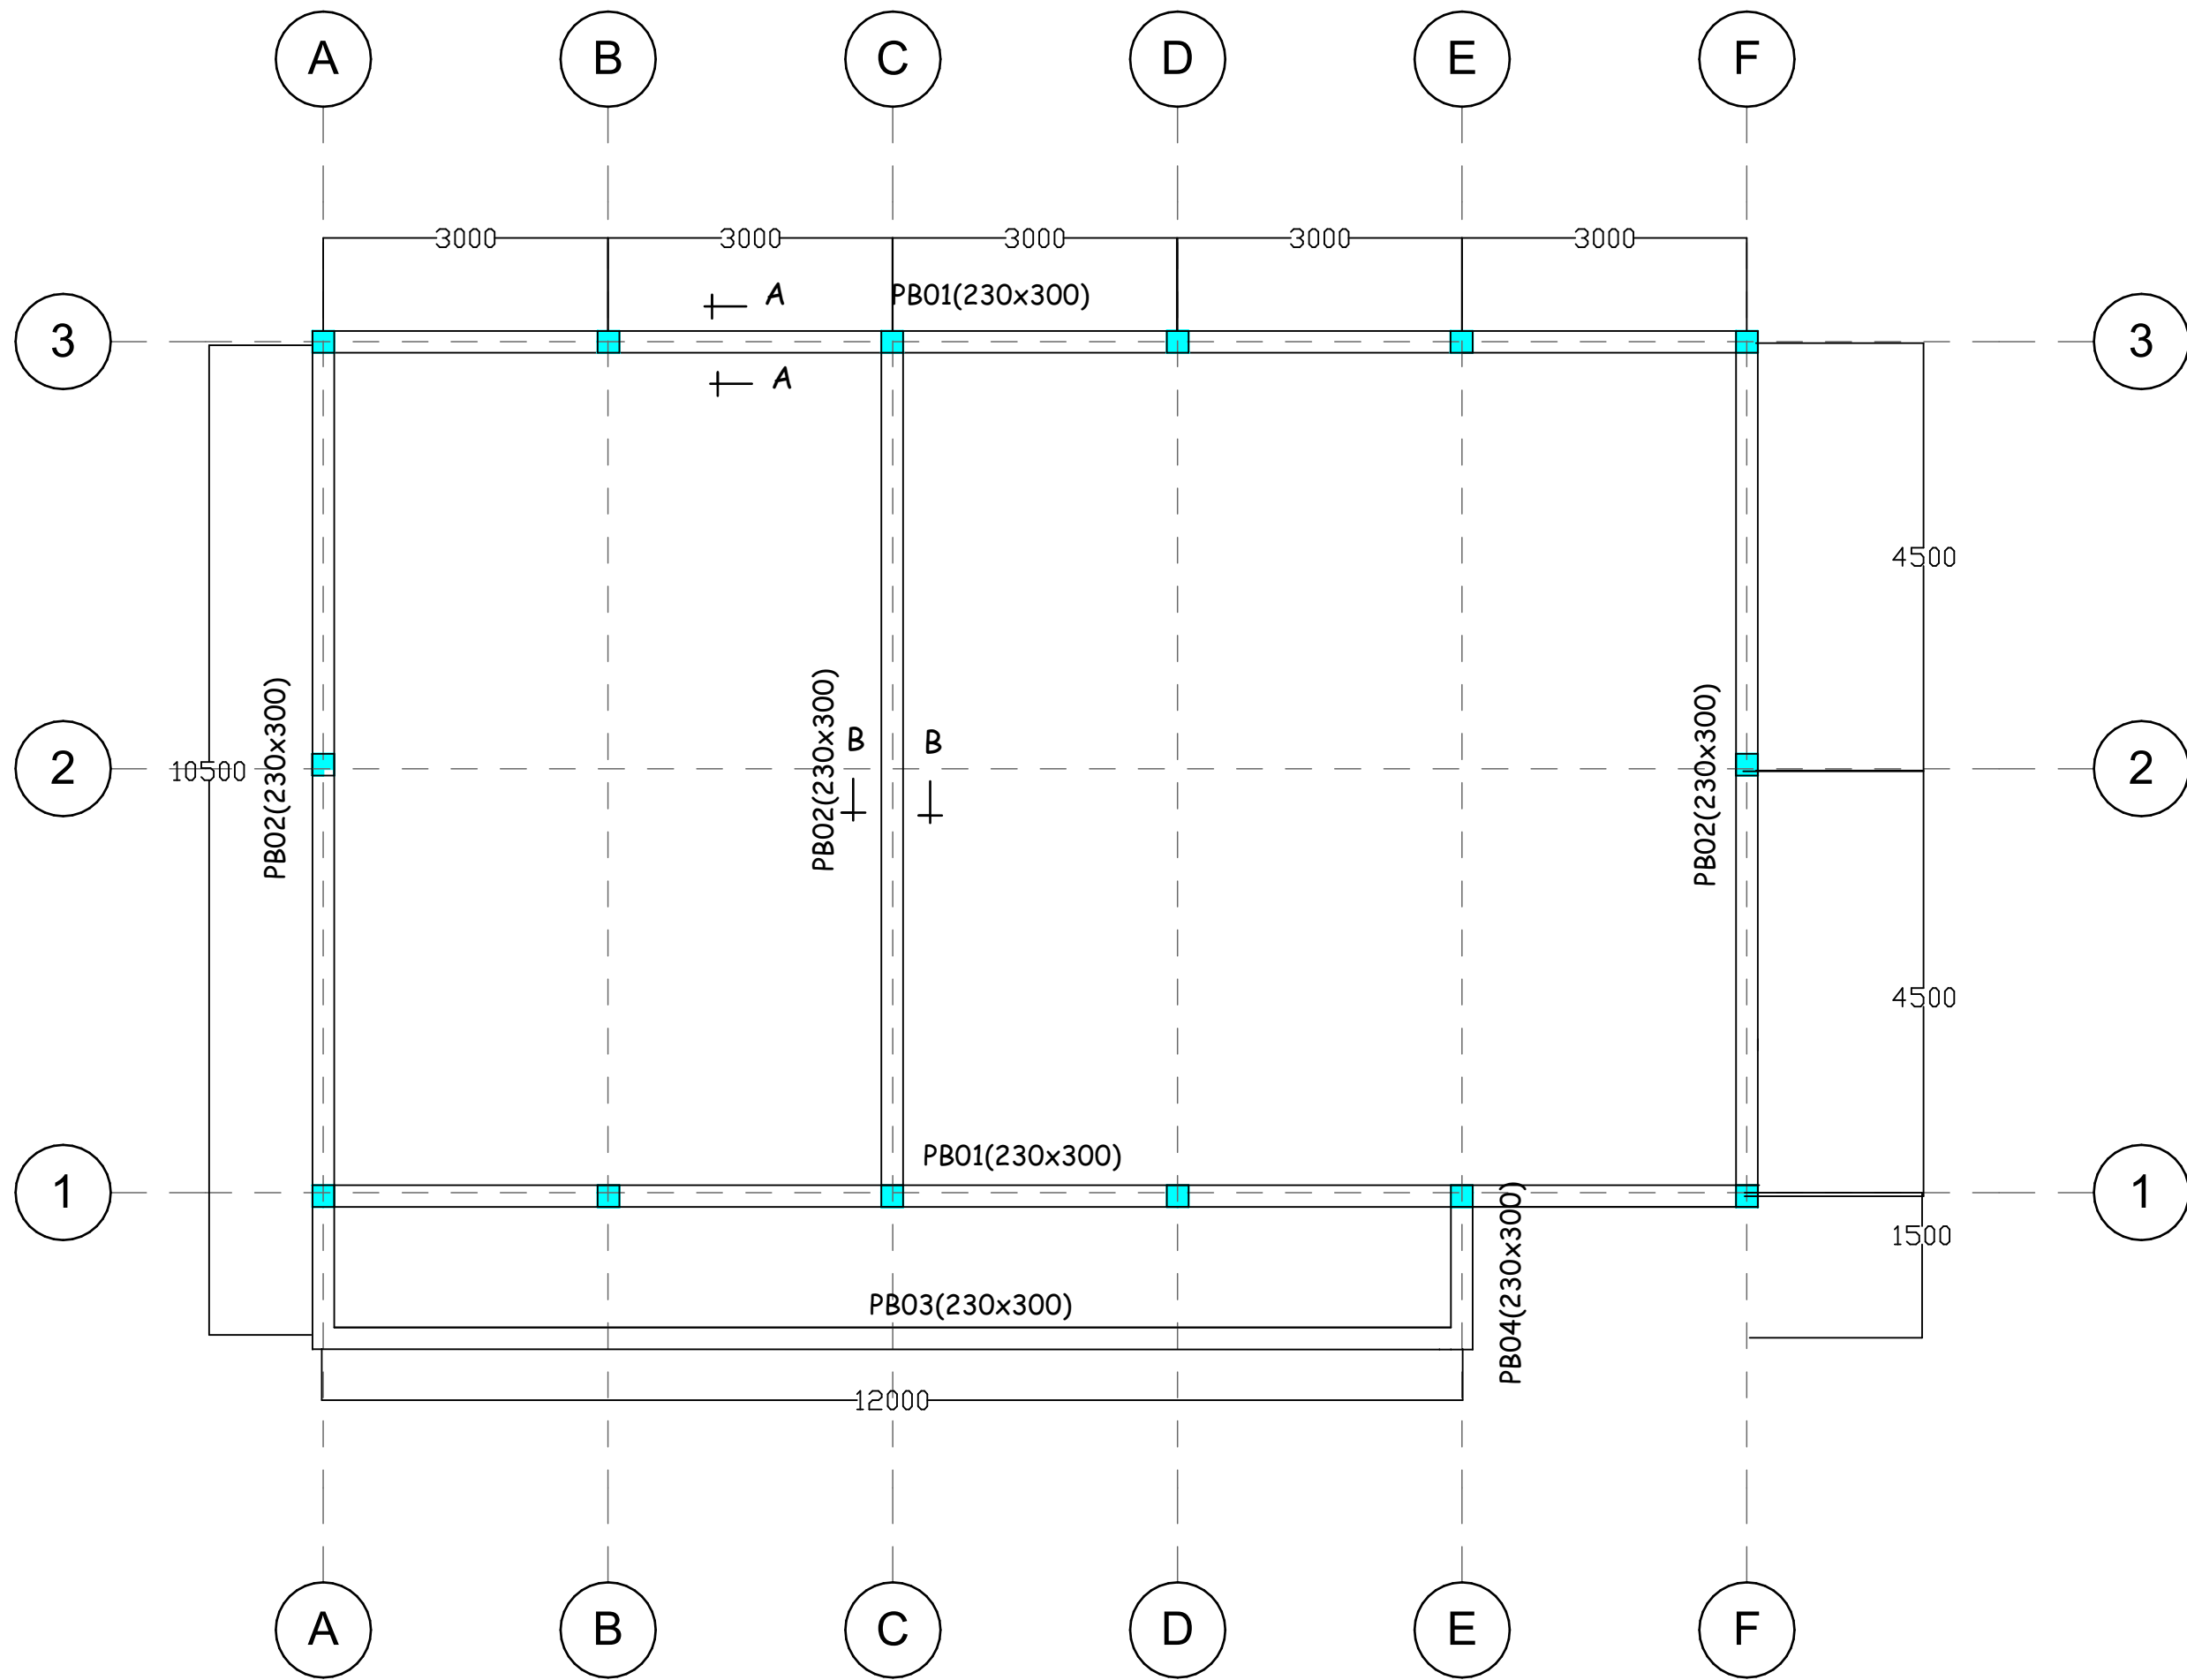 A B C D E F
3000 3000 3000 3000 3000
A PB01(230x300)
3 3
A
4500
PB02(230x300) PB02(230x300) PB02(230x300)
B B
2 10500 2
4500
PB01(230x300)
1 1
1500
PB03(230x300) PB04(230x300)
12000
A B C D E F